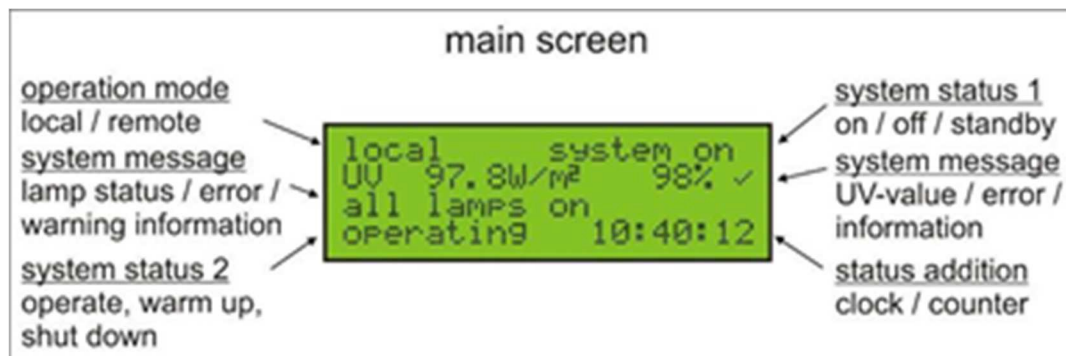 main screen
operation mode
local / remote
system message
lamp status / error /
warning information
system status 2
operate, warm up,
shut down
local system on
UV 97.8W/m² 98% ✓
all lamps on
operating 10:40:12
system status 1
on / off / standby
system message
UV-value / error /
information
status addition
clock / counter